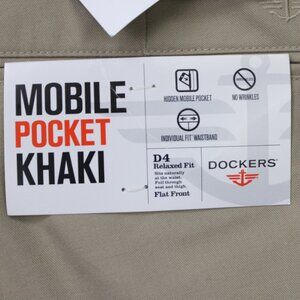 MOBILE
POCKET
KHAKI
HIDDEN MOBILE POCKET
NO WRINKLES
INDIVIDUAL FIT™ WAISTBAND
D4
Relaxed Fit
Sits naturally
at the waist.
Full through
seat and thigh.
Flat Front
DOCKERS®